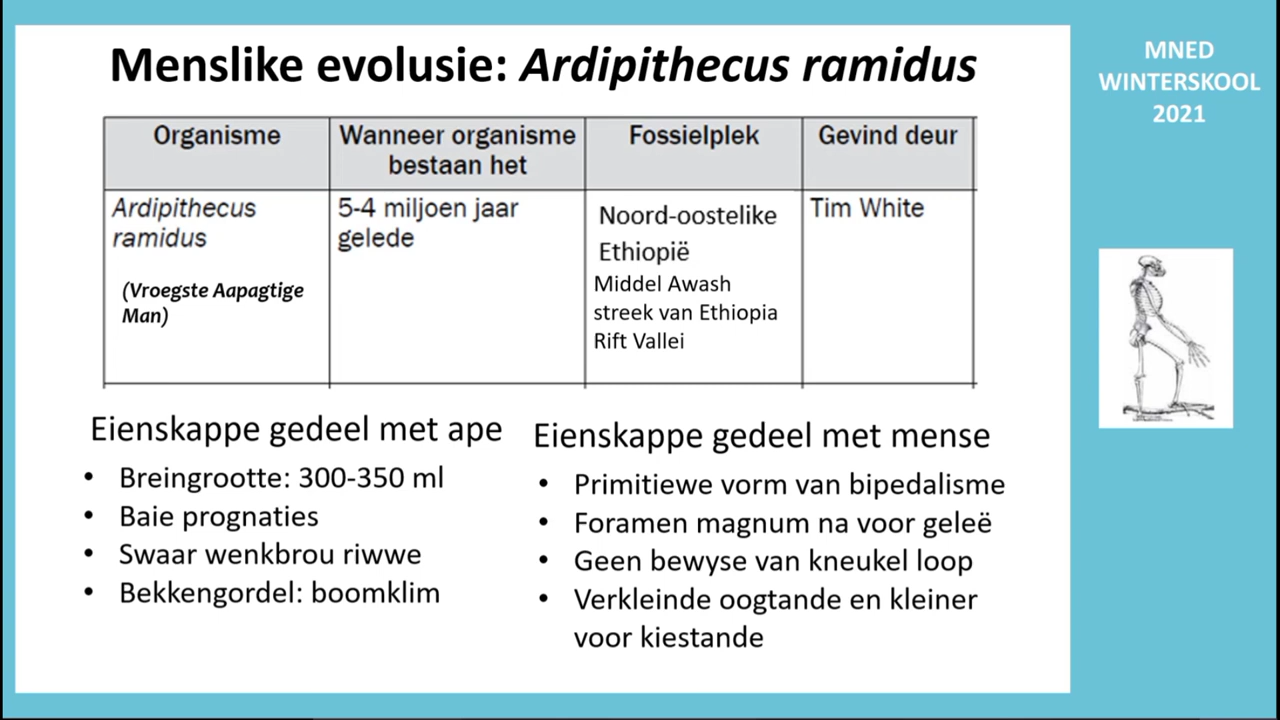 Menslike evolusie: Ardipithecus ramidus
MNED
WINTERSKOOL
2021
Organisme
Wanneer organisme
bestaan het
Fossielplek
Gevind deur
Ardipithecus
ramidus
(Vroegste Aapagtige
Man)
5-4 miljoen jaar
gelede
Noord-oostelike
Ethiopië
Middel Awash
streek van Ethiopia
Rift Vallei
Tim White
Eienskappe gedeel met ape
• Breingrootte: 300-350 ml
• Baie prognaties
• Swaar wenkbrou riwwe
• Bekkengordel: boomklim
Eienskappe gedeel met mense
• Primitiewe vorm van bipedalisme
• Foramen magnum na voor geleë
• Geen bewyse van kneukel loop
• Verkleinde oogtande en kleiner
voor kiestande